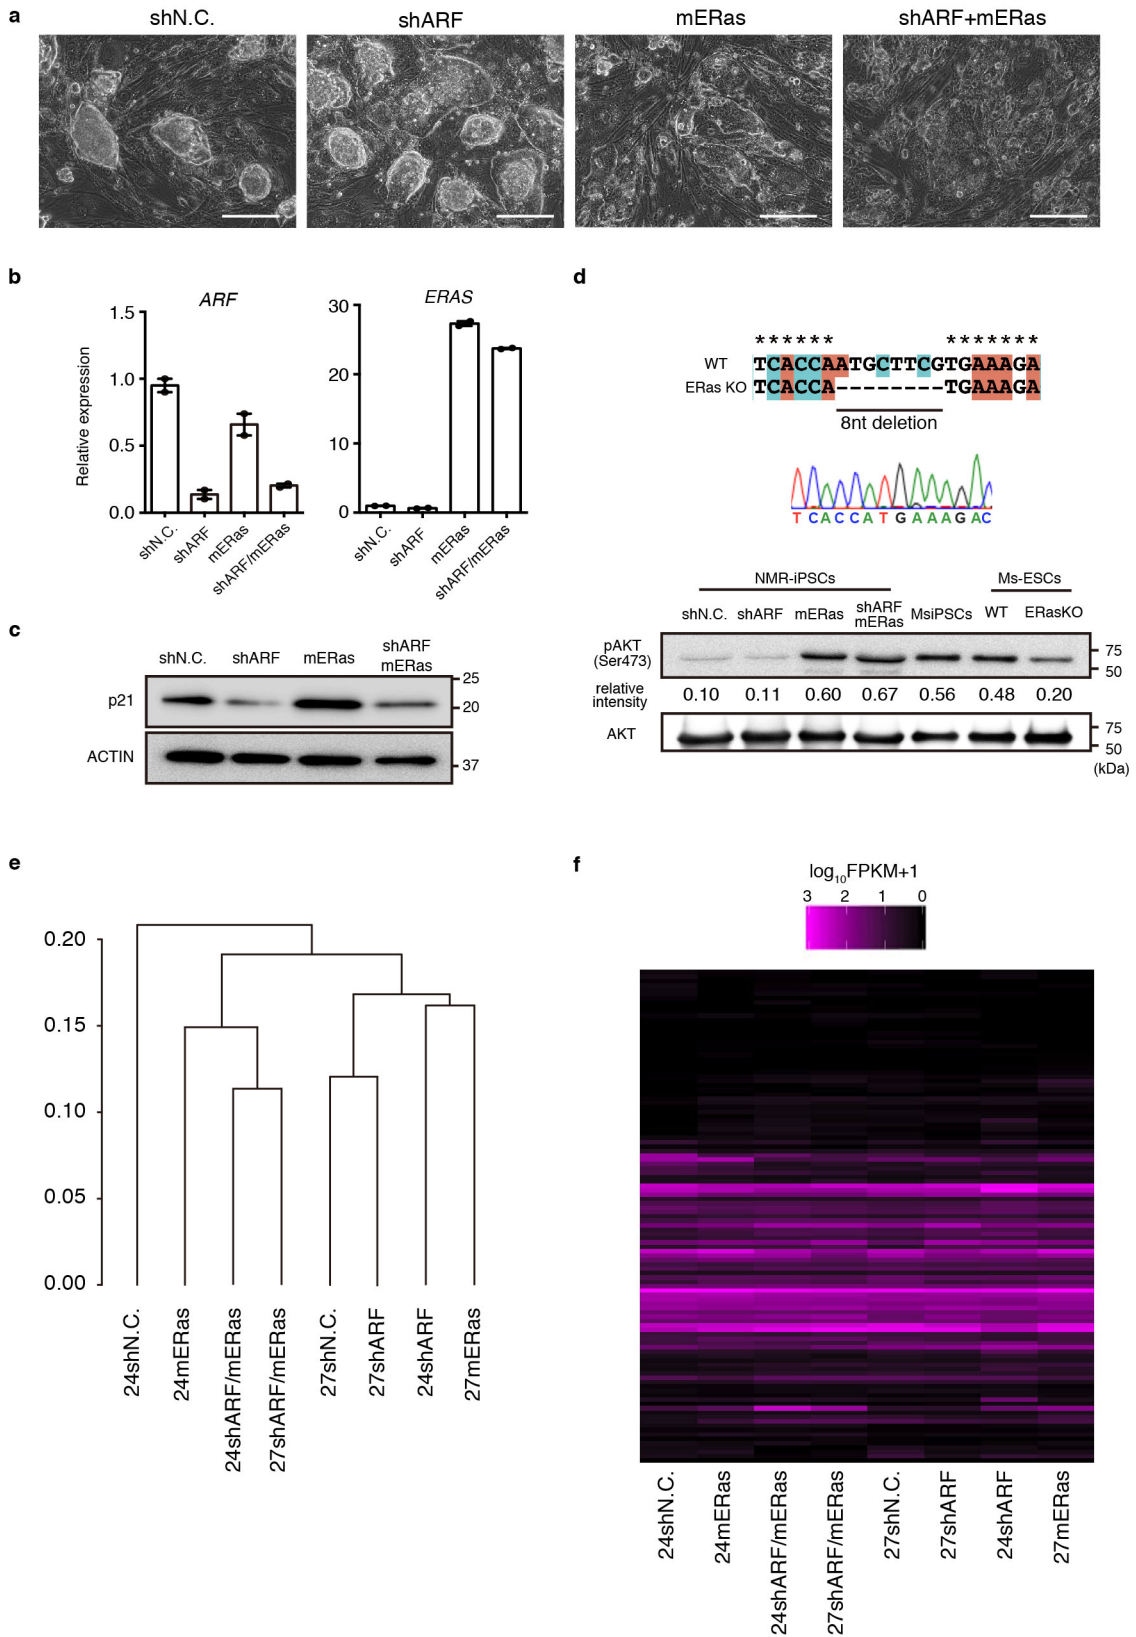 a
shN.C.
shARF
mERas
shARF+mERas
b
ARF
Relative expression
1.5
1.0
0.5
0.0
shN.C.
shARF
mERas
shARF/mERas
ERAS
30
20
10
0
shN.C.
shARF
mERas
shARF/mERas
c
shN.C.
shARF
mERas
shARF
mERas
p21
25
20
ACTIN
37
d
*************
WT TCACCAATGCTTCGTGAAAGA
ERas KO TCACCA--------TGAAAGA
8nt deletion
TCACCATGAAAGAC
NMR-iPSCs
Ms-ESCs
shN.C.
shARF
mERas
shARF
mERas
MsiPSCs
WT
ERasKO
pAKT
(Ser473)
75
50
relative
intensity
0.10 0.11 0.60 0.67 0.56 0.48 0.20
AKT
75
50
(kDa)
e
0.20
0.15
0.10
0.05
0.00
24shN.C.
24mERas
24shARF/mERas
27shARF/mERas
27shN.C.
27shARF
24shARF
27mERas
f
log₁₀FPKM+1
3 2 1 0
24shN.C.
24mERas
24shARF/mERas
27shARF/mERas
27shN.C.
27shARF
24shARF
27mERas